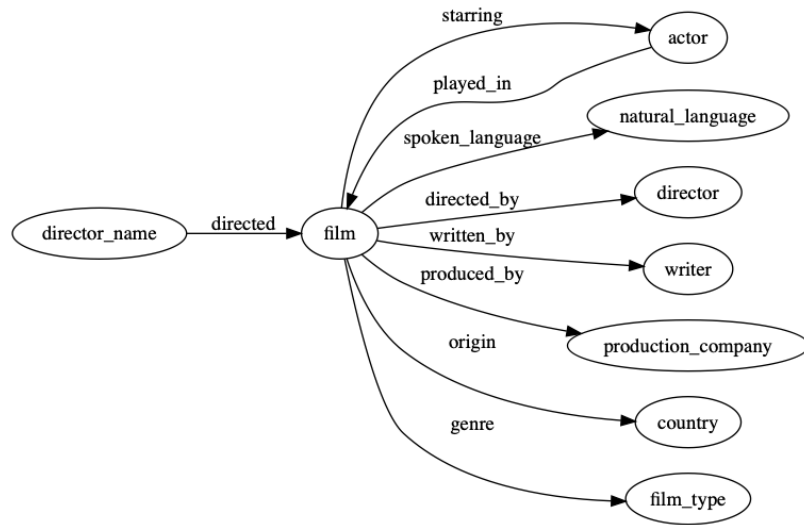 starring
actor
played_in
natural_language
spoken_language
directed_by
director
director_name
directed
film
written_by
writer
produced_by
production_company
origin
country
genre
film_type